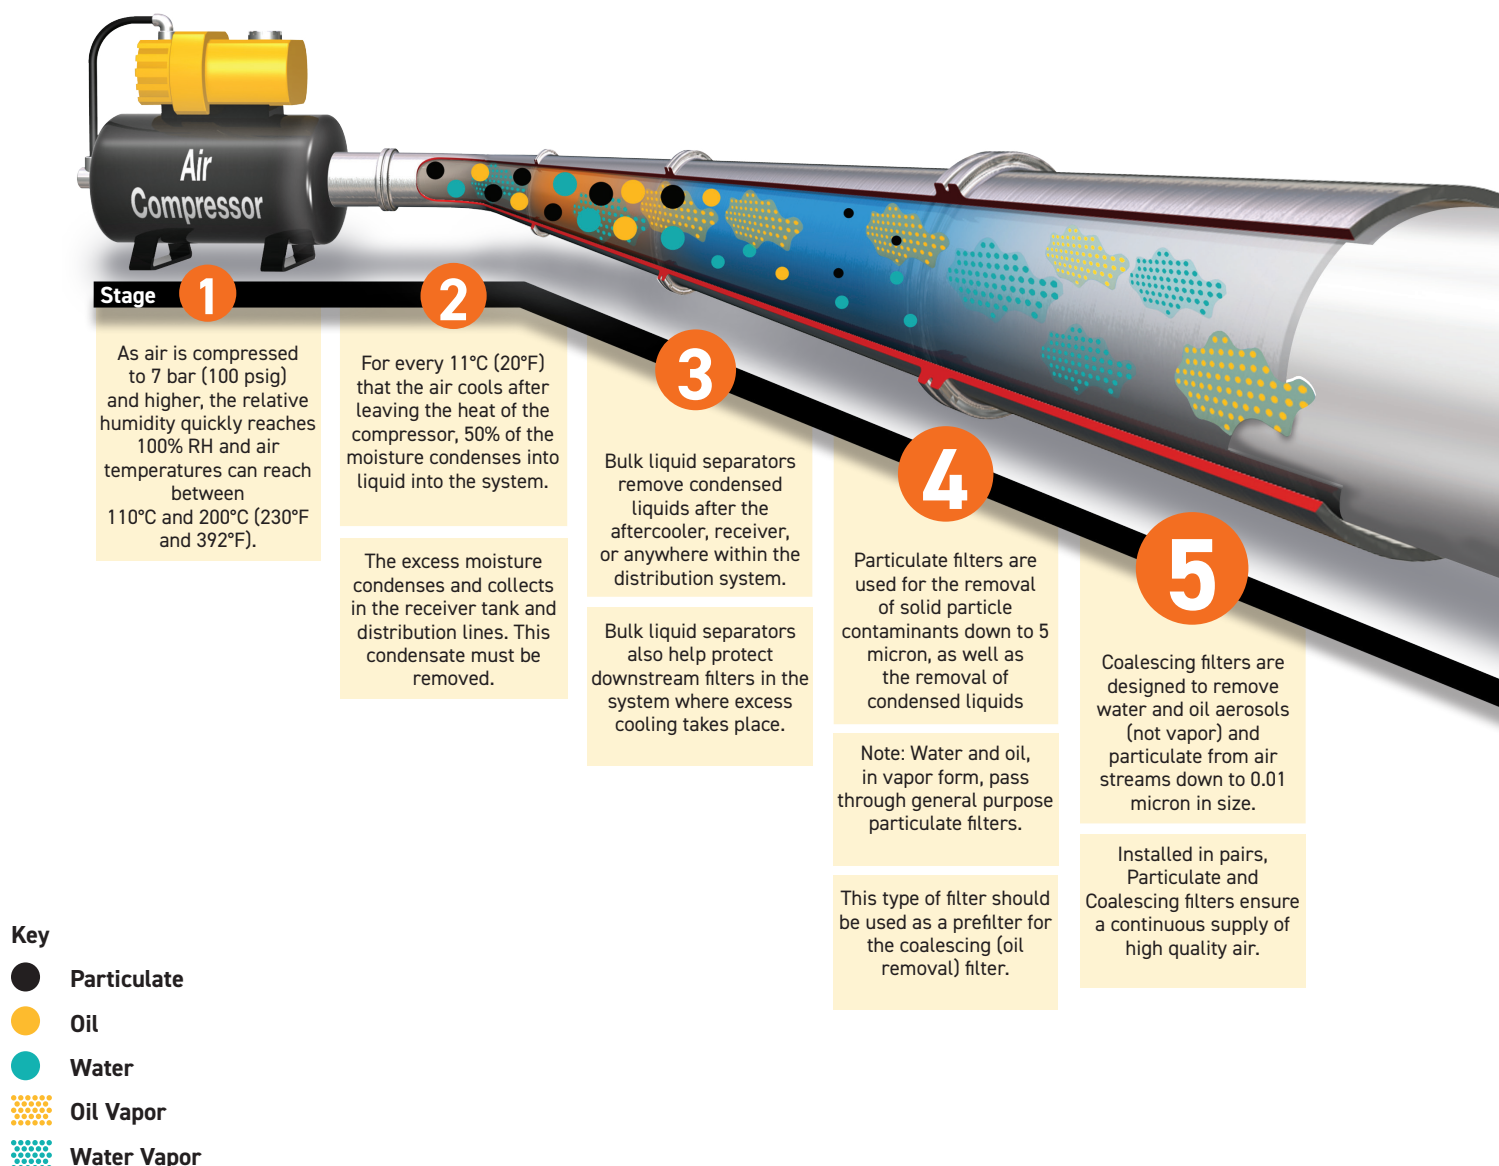 Air
Compressor
Stage
1
As air is compressed
to 7 bar (100 psig)
and higher, the relative
humidity quickly reaches
100% RH and air
temperatures can reach
between
110°C and 200°C (230°F
and 392°F).
2
For every 11°C (20°F)
that the air cools after
leaving the heat of the
compressor, 50% of the
moisture condenses into
liquid into the system.
The excess moisture
condenses and collects
in the receiver tank and
distribution lines. This
condensate must be
removed.
3
Bulk liquid separators
remove condensed
liquids after the
aftercooler, receiver,
or anywhere within the
distribution system.
Bulk liquid separators
also help protect
downstream filters in the
system where excess
cooling takes place.
4
Particulate filters are
used for the removal
of solid particle
contaminants down to 5
micron, as well as
the removal of
condensed liquids
Note: Water and oil,
in vapor form, pass
through general purpose
particulate filters.
This type of filter should
be used as a prefilter for
the coalescing (oil
removal) filter.
5
Coalescing filters are
designed to remove
water and oil aerosols
(not vapor) and
particulate from air
streams down to 0.01
micron in size.
Installed in pairs,
Particulate and
Coalescing filters ensure
a continuous supply of
high quality air.
Key
Particulate
Oil
Water
Oil Vapor
Water Vapor